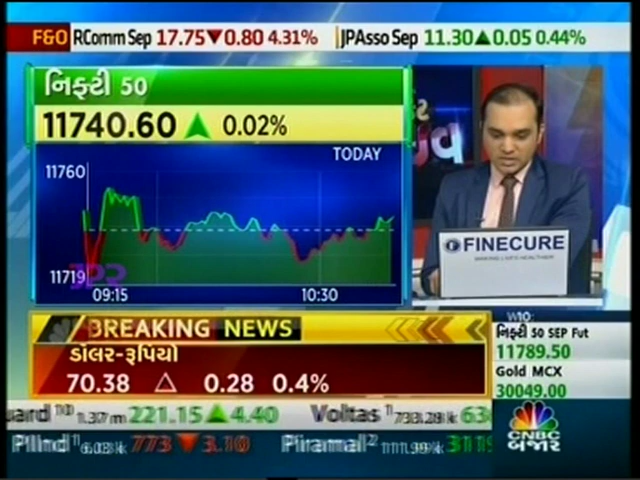 F&O RComm Sep 17.75▼0.80 4.31% JPAsso Sep 11.30▲0.05 0.44%
નિફ્ટી 50
11740.60 ▲ 0.02%
TODAY
11760
11719
09:15 10:30
JPR
FINECURE
BREAKING NEWS
ડૉલર-રૂપિયો
70.38 △ 0.28 0.4%
નિફ્ટી 50 SEP Fut
11789.50
Gold MCX
30049.00
221.15 ▲ 4.40 Voltas
PIInd 773 ▼ 3.10 Piramal
CNBC
બજાર